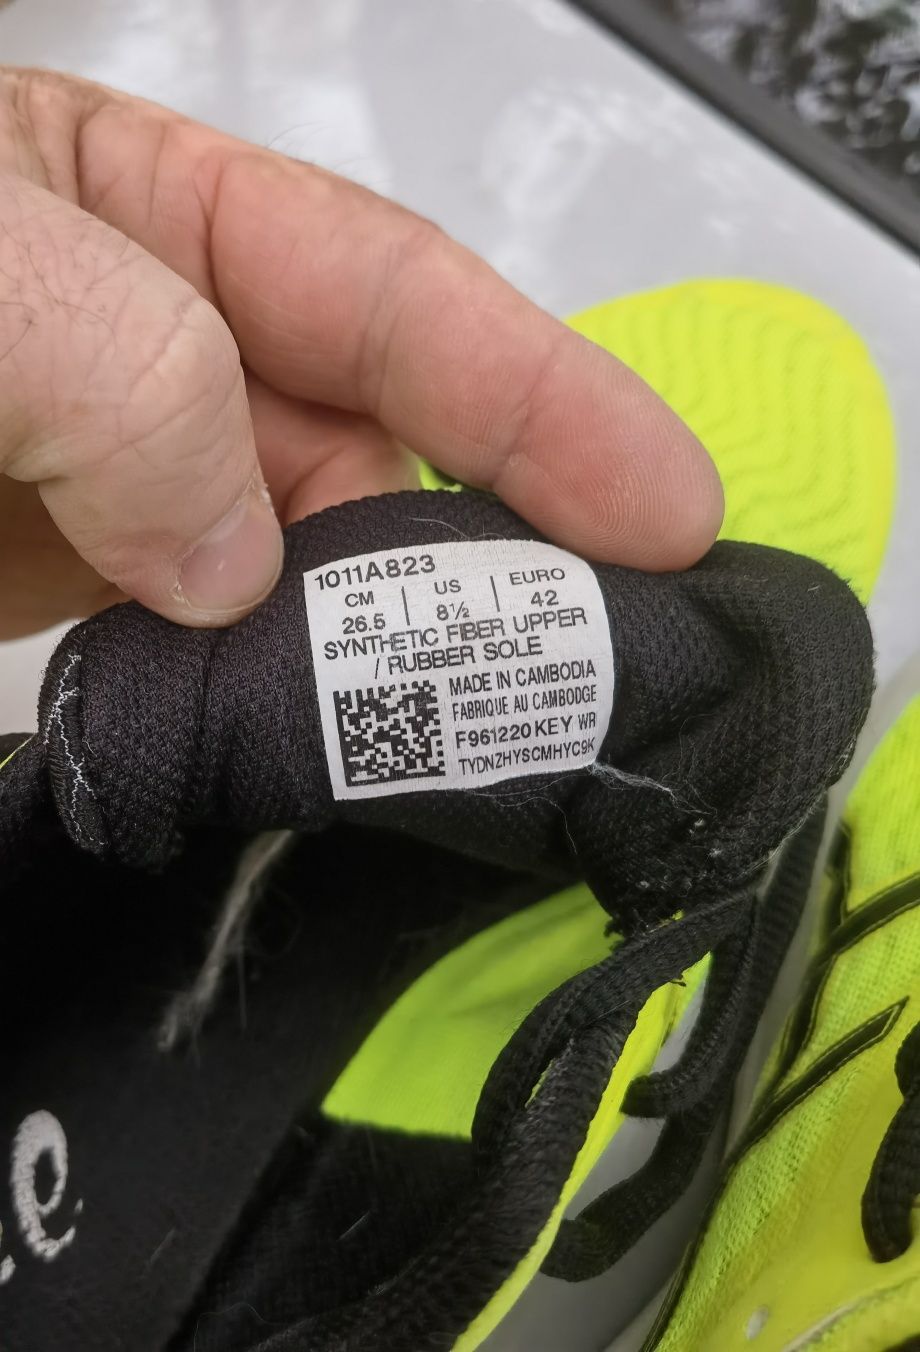 1011A823
CM US EURO
26.5 8½ 42
SYNTHETIC FIBER UPPER
/ RUBBER SOLE
MADE IN CAMBODIA
FABRIQUE AU CAMBODGE
F961220 KEY WR
TYDNZHYSCMHYC9K